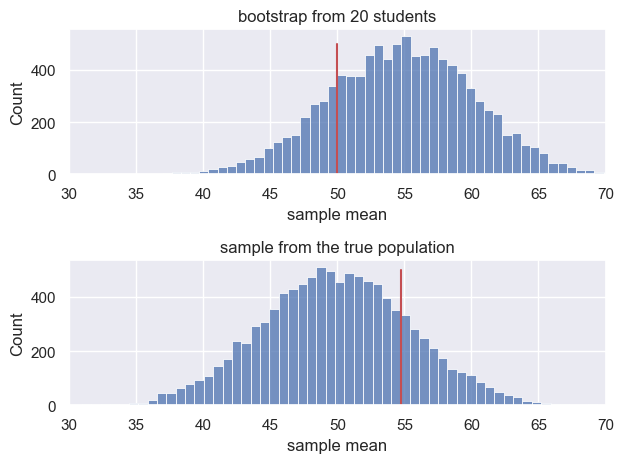 bootstrap from 20 students
Count
400
200
0
30 35 40 45 50 55 60 65 70
sample mean
sample from the true population
Count
400
200
0
30 35 40 45 50 55 60 65 70
sample mean